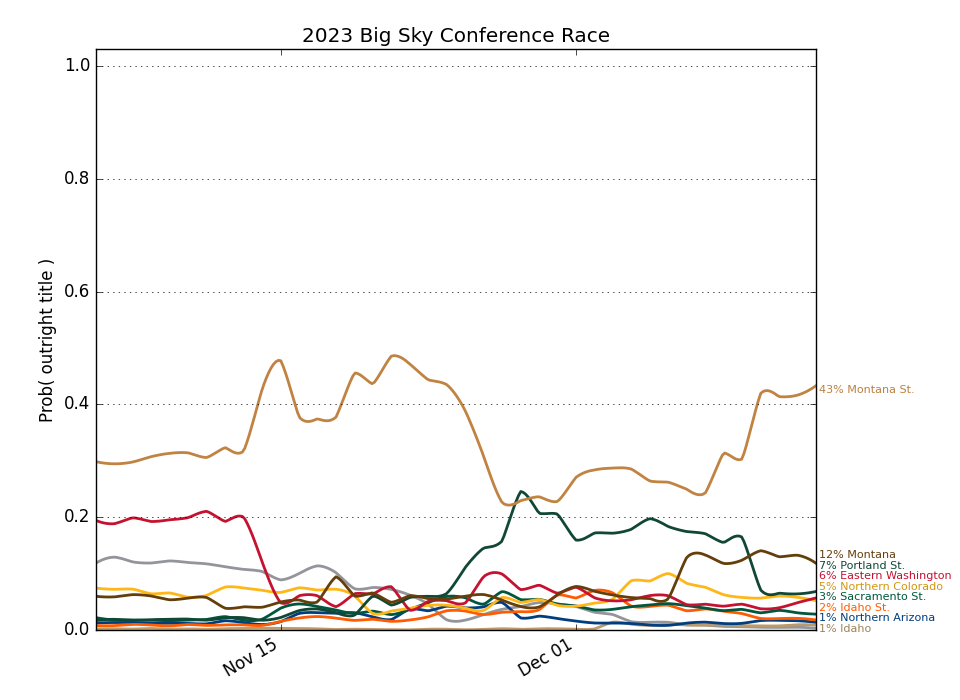 2023 Big Sky Conference Race
Prob( outright title )
1.0
0.8
0.6
0.4
0.2
0.0
Nov 15
Dec 01
43% Montana St.
12% Montana
7% Portland St.
6% Eastern Washington
5% Northern Colorado
3% Sacramento St.
2% Idaho St.
1% Northern Arizona
1% Idaho